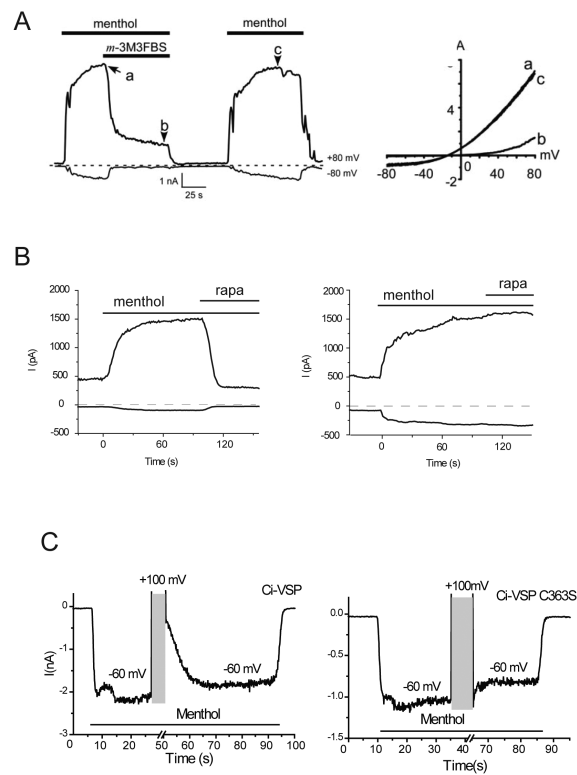 A
menthol
m-3M3FBS
a
b
menthol
c
+80 mV
-80 mV
1 nA
25 s
A
a
c
4
b
mV
-80 -40 0 40 80
-2
B
2000
1500
1000
500
0
-500
I (pA)
menthol
rapa
0 60 120
Time (s)
2000
1500
1000
500
0
-500
I (pA)
menthol
rapa
0 60 120
Time (s)
C
+100 mV
Ci-VSP
0
-1
-2
-3
I(nA)
-60 mV
-60 mV
Menthol
0 10 20 30 50 60 70 80 90 100
Time (s)
+100mV
Ci-VSP C363S
0.0
-0.5
-1.0
-1.5
-60 mV
-60 mV
Menthol
0 10 20 30 40 70 80 90
Time(s)